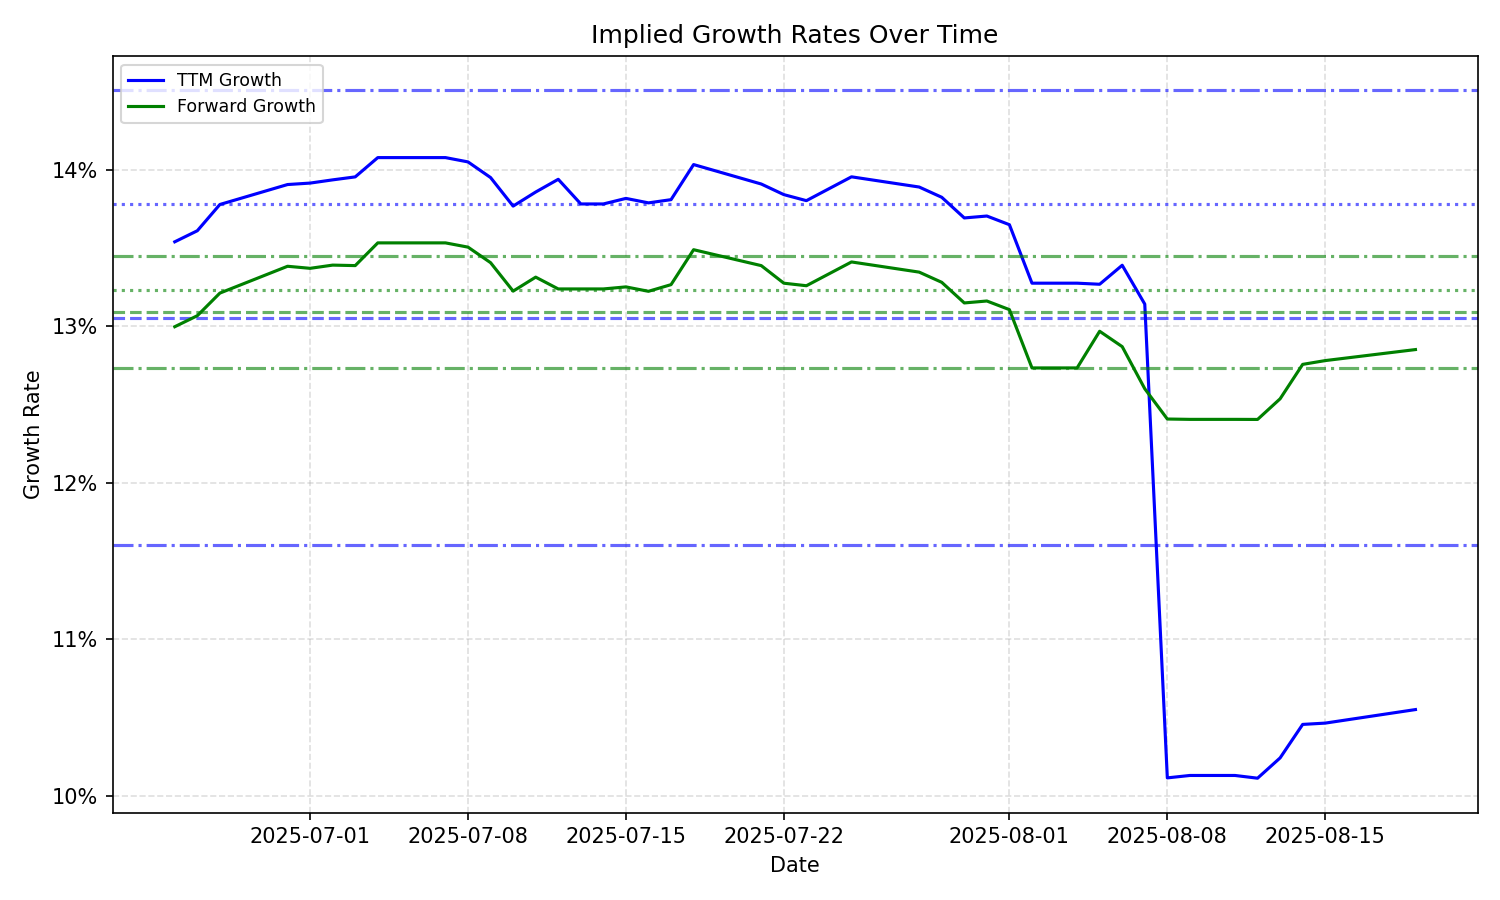 Implied Growth Rates Over Time
TTM Growth
Forward Growth
14%
13%
12%
11%
10%
Growth Rate
2025-07-01
2025-07-08
2025-07-15
2025-07-22
2025-08-01
2025-08-08
2025-08-15
Date